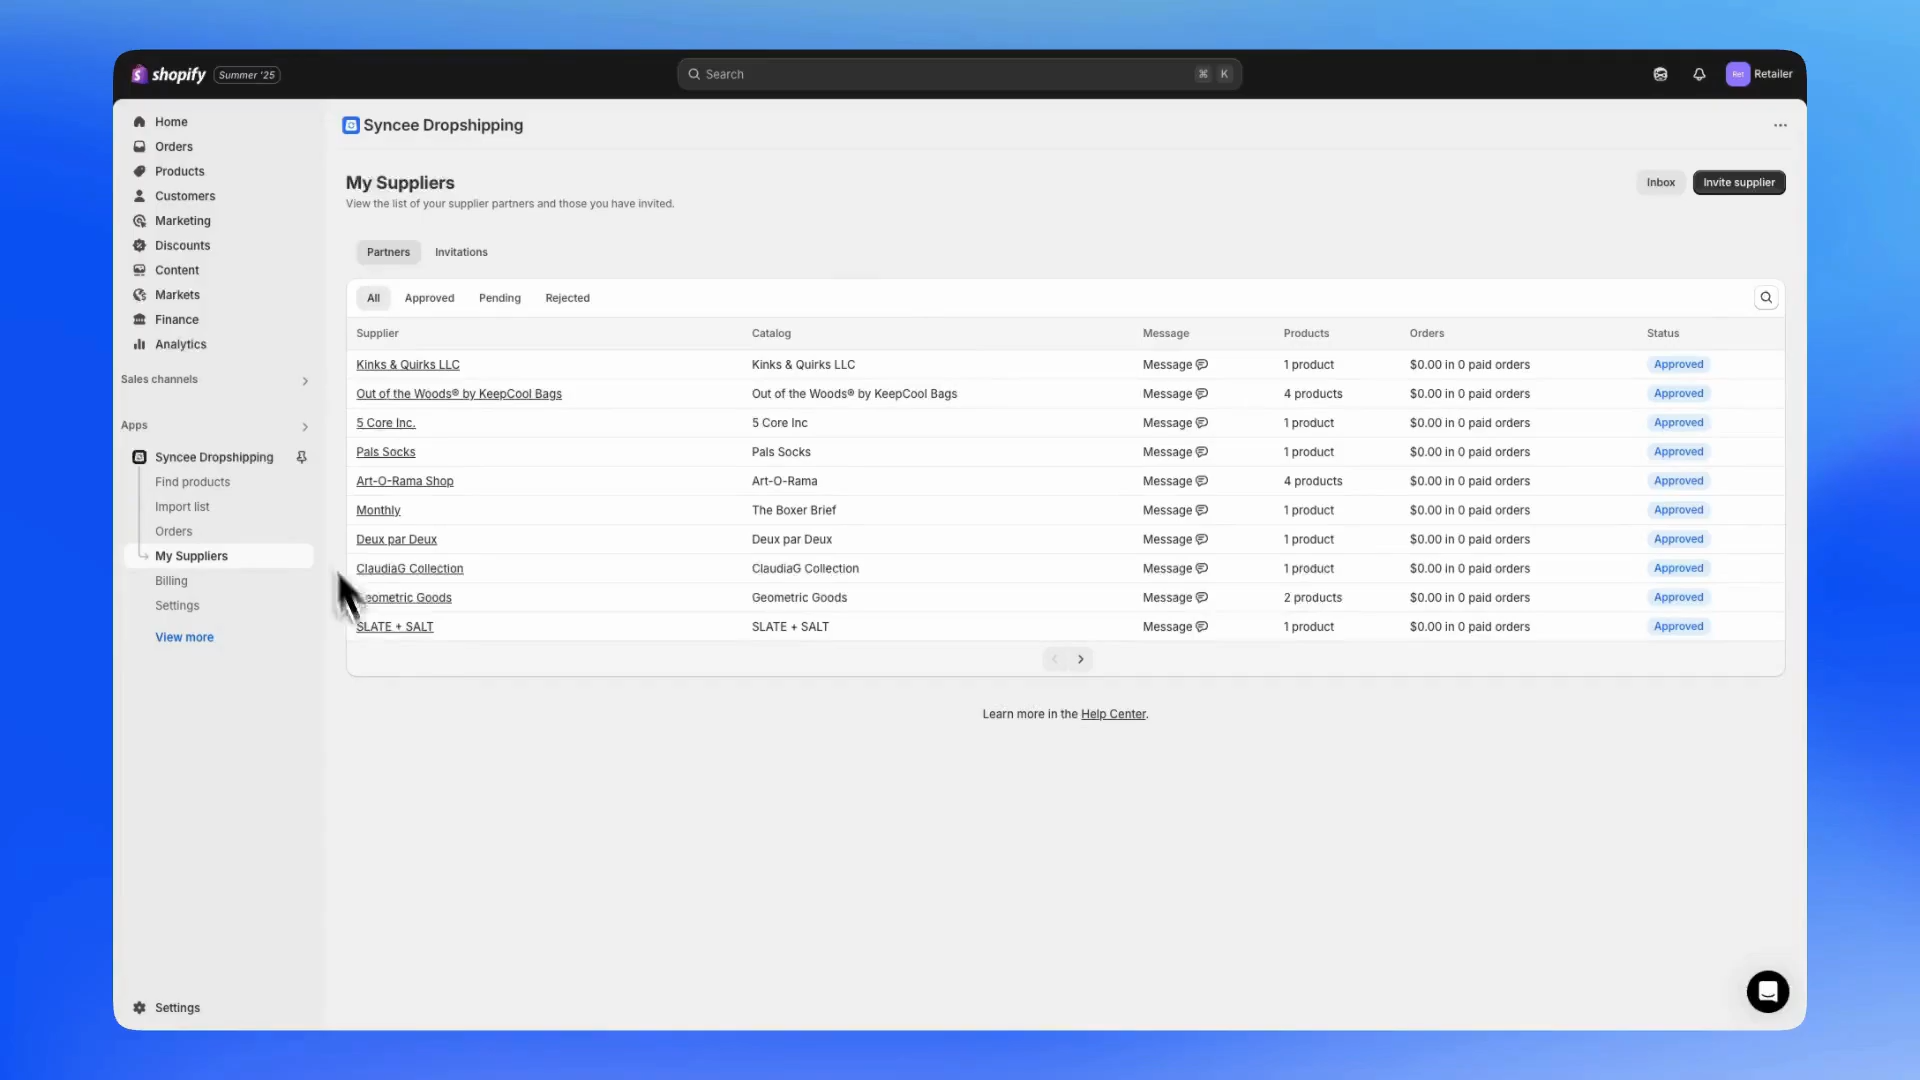 shopify Summer '25
Search ⌘ K
Ret Retailer
Home
Orders
Products
Customers
Marketing
Discounts
Content
Markets
Finance
Analytics
Sales channels
Apps
Syncee Dropshipping
Find products
Import list
Orders
My Suppliers
Billing
Settings
View more
Settings
Syncee Dropshipping
My Suppliers
View the list of your supplier partners and those you have invited.
Inbox Invite supplier
Partners Invitations
All Approved Pending Rejected
Supplier Catalog Message Products Orders Status
Kinks & Quirks LLC Kinks & Quirks LLC Message 1 product $0.00 in 0 paid orders Approved
Out of the Woods® by KeepCool Bags Out of the Woods® by KeepCool Bags Message 4 products $0.00 in 0 paid orders Approved
5 Core Inc. 5 Core Inc Message 1 product $0.00 in 0 paid orders Approved
Pals Socks Pals Socks Message 1 product $0.00 in 0 paid orders Approved
Art-O-Rama Shop Art-O-Rama Message 4 products $0.00 in 0 paid orders Approved
Monthly The Boxer Brief Message 1 product $0.00 in 0 paid orders Approved
Deux par Deux Deux par Deux Message 1 product $0.00 in 0 paid orders Approved
ClaudiaG Collection ClaudiaG Collection Message 1 product $0.00 in 0 paid orders Approved
eometric Goods Geometric Goods Message 2 products $0.00 in 0 paid orders Approved
SLATE + SALT SLATE + SALT Message 1 product $0.00 in 0 paid orders Approved
Learn more in the Help Center.